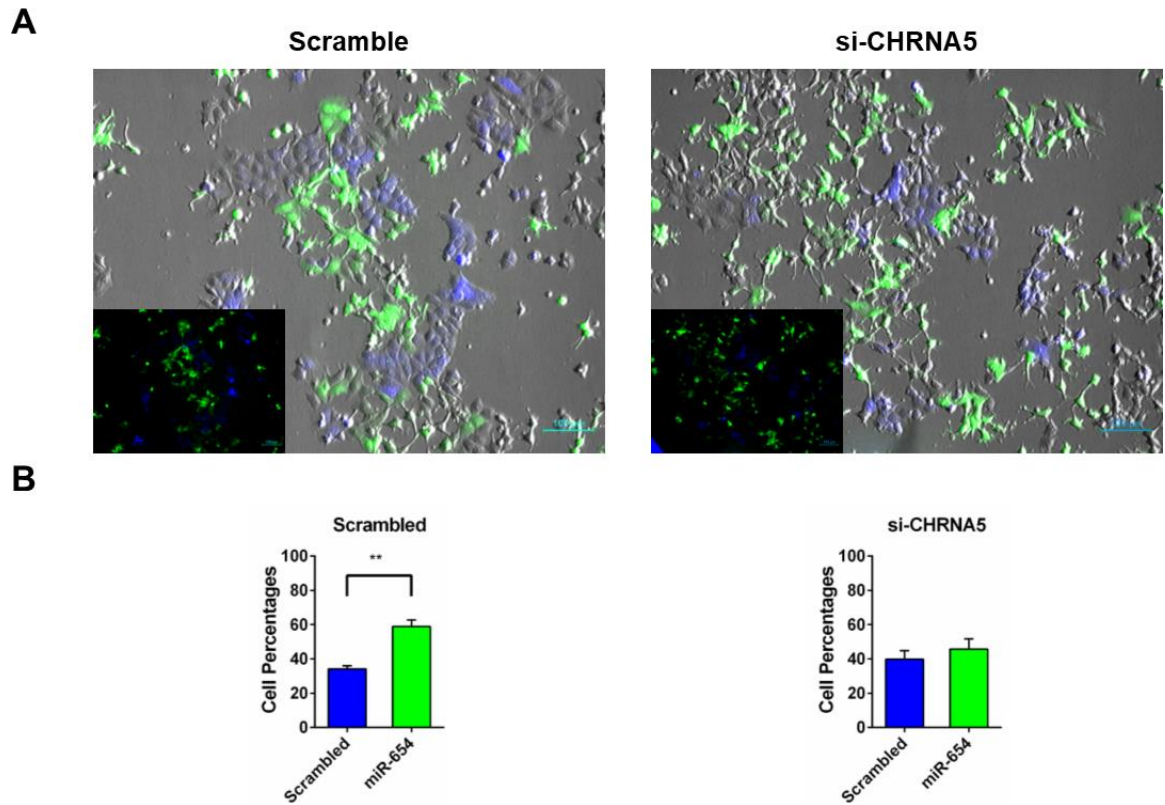 A
Scramble
si-CHRNA5
B
Scrambled
**
100
80
60
40
20
0
Cell Percentages
Scrambled
miR-654
si-CHRNA5
100
80
60
40
20
0
Cell Percentages
Scrambled
miR-654